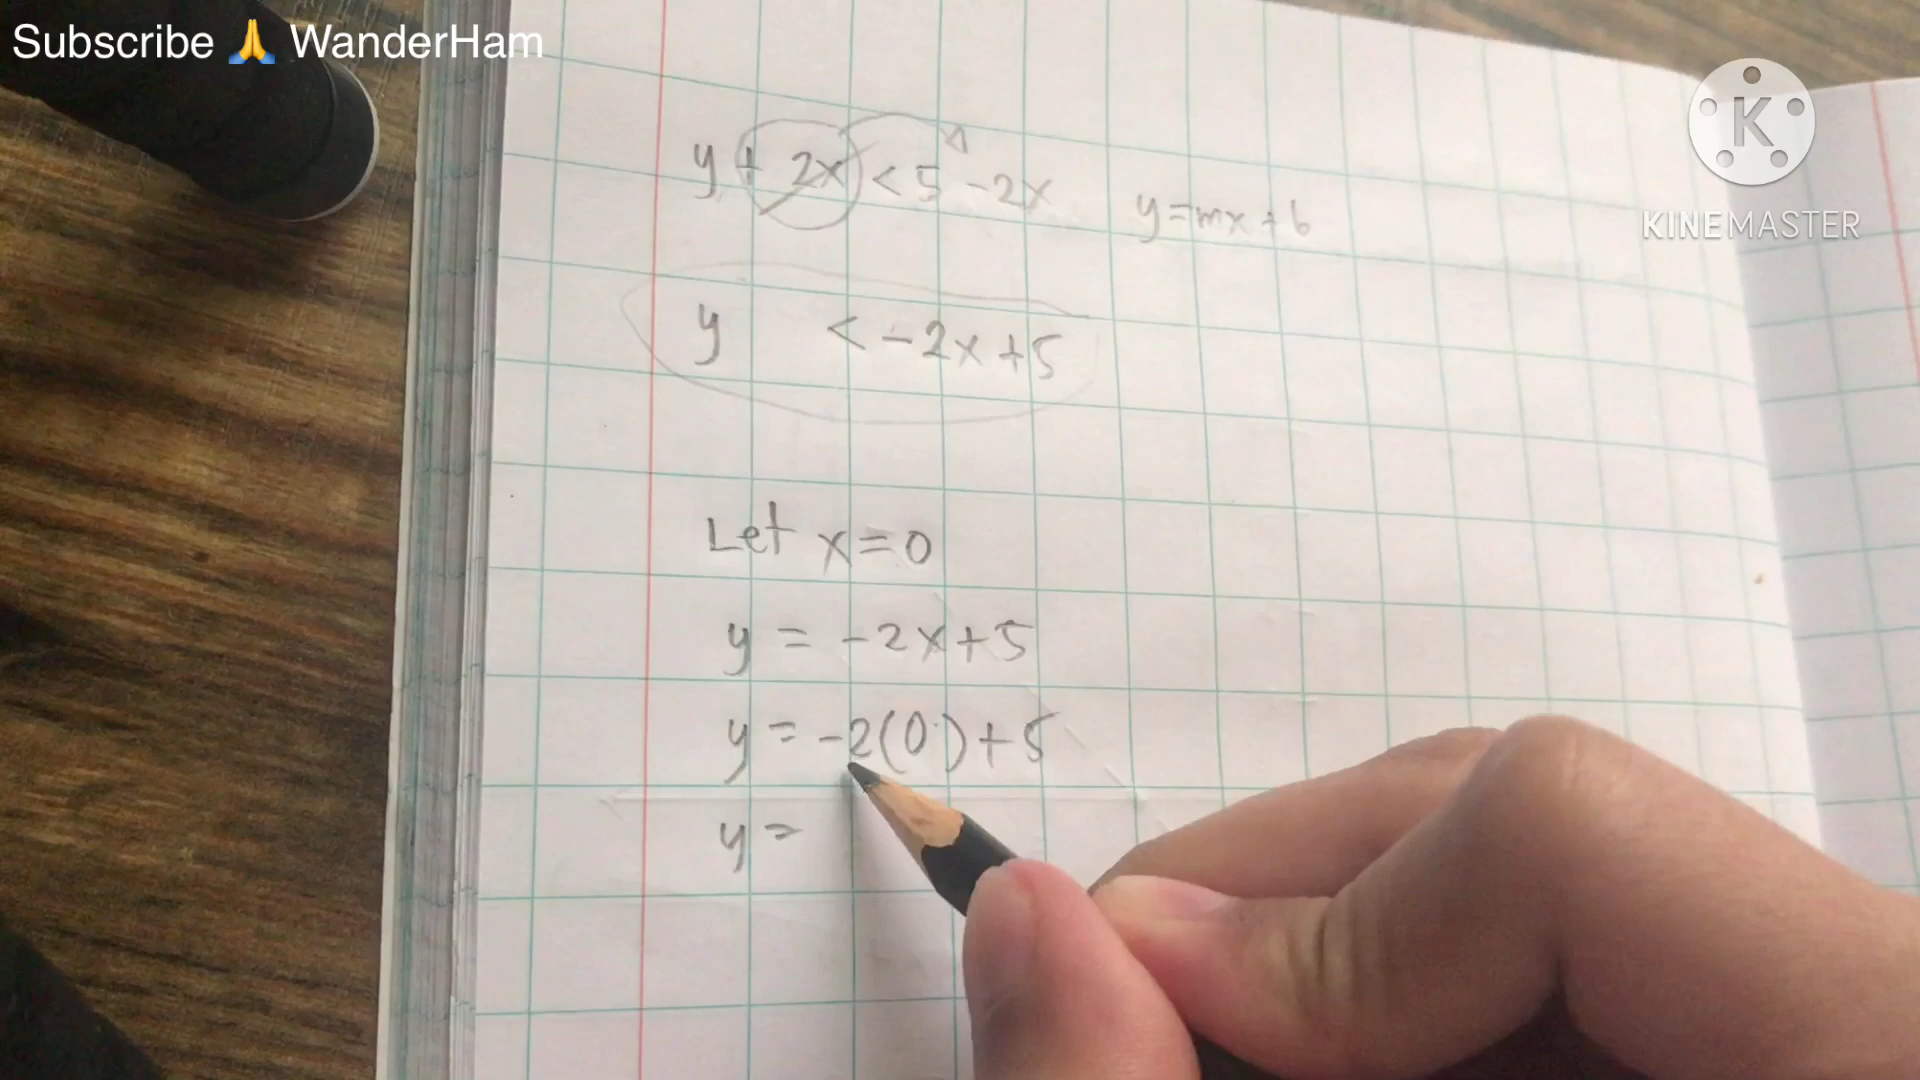 Subscribe 🙏 WanderHam
K
KINEMASTER
y + 2x < 5 - 2x
y = mx + b
y < -2x + 5
Let x = 0
y = -2x + 5
y = -2(0) + 5
y =